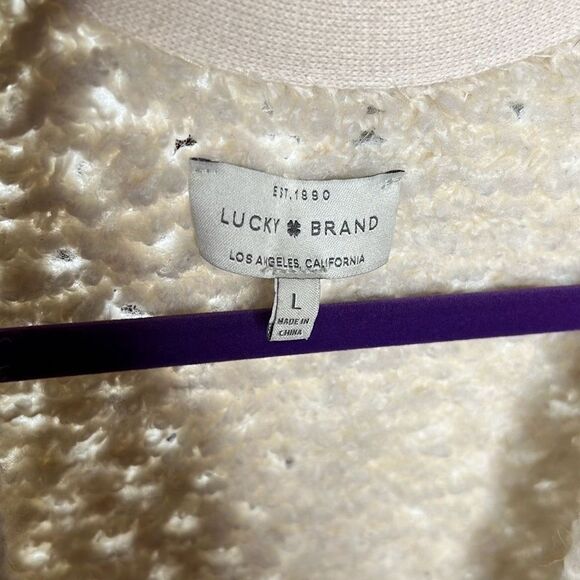 EST. 1990
LUCKY BRAND
LOS ANGELES, CALIFORNIA
L
MADE IN
CHINA